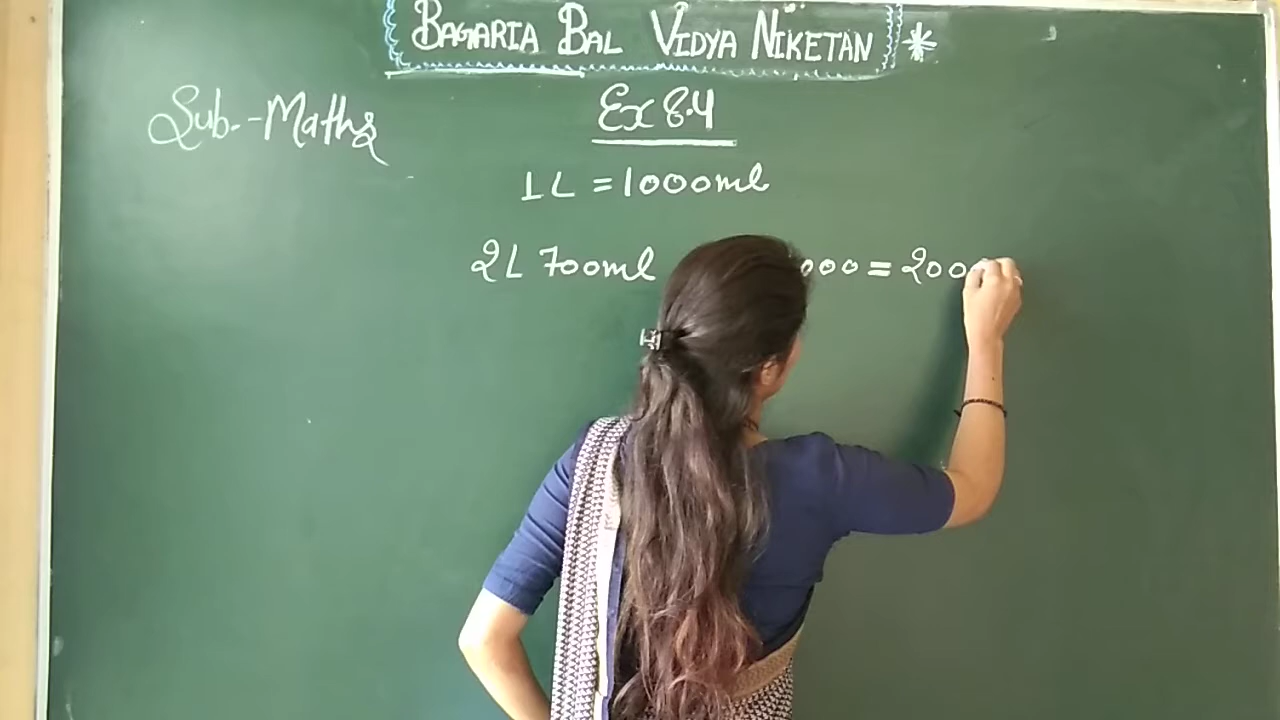 BAGARIA BAL VIDYA NIKETAN *
Sub.-Maths
Ex 8.4
1L = 1000ml
2L 700ml 000 = 200